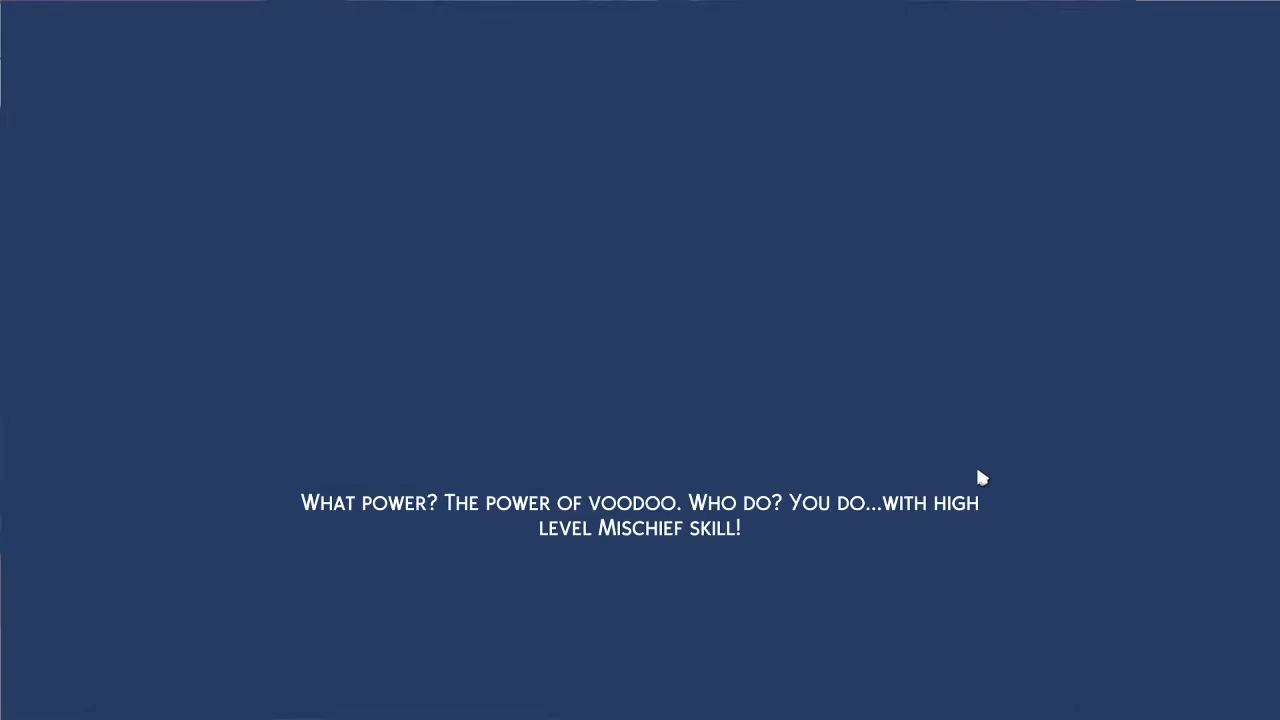 What power? The power of voodoo. Who do? You do...with high
level Mischief skill!